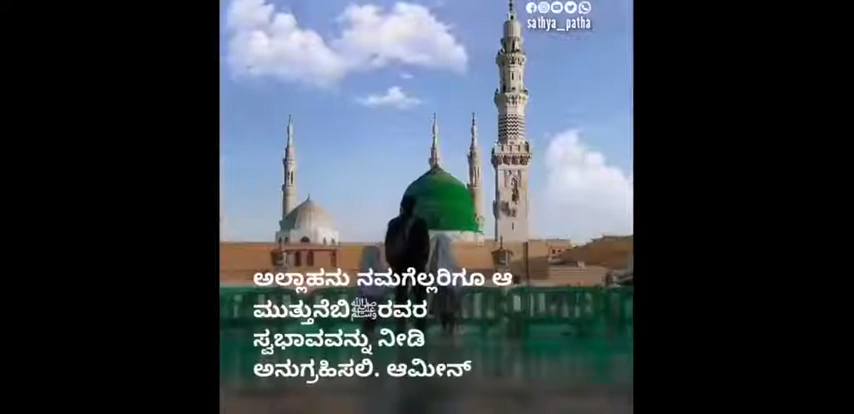 sathya_patha
ಅಲ್ಲಾಹನು ನಮಗೆಲ್ಲರಿಗೂ ಆ
ಮುತ್ತುನೆಬಿﷺರವರ
ಸ್ವಭಾವವನ್ನು ನೀಡಿ
ಅನುಗ್ರಹಿಸಲಿ. ಆಮೀನ್